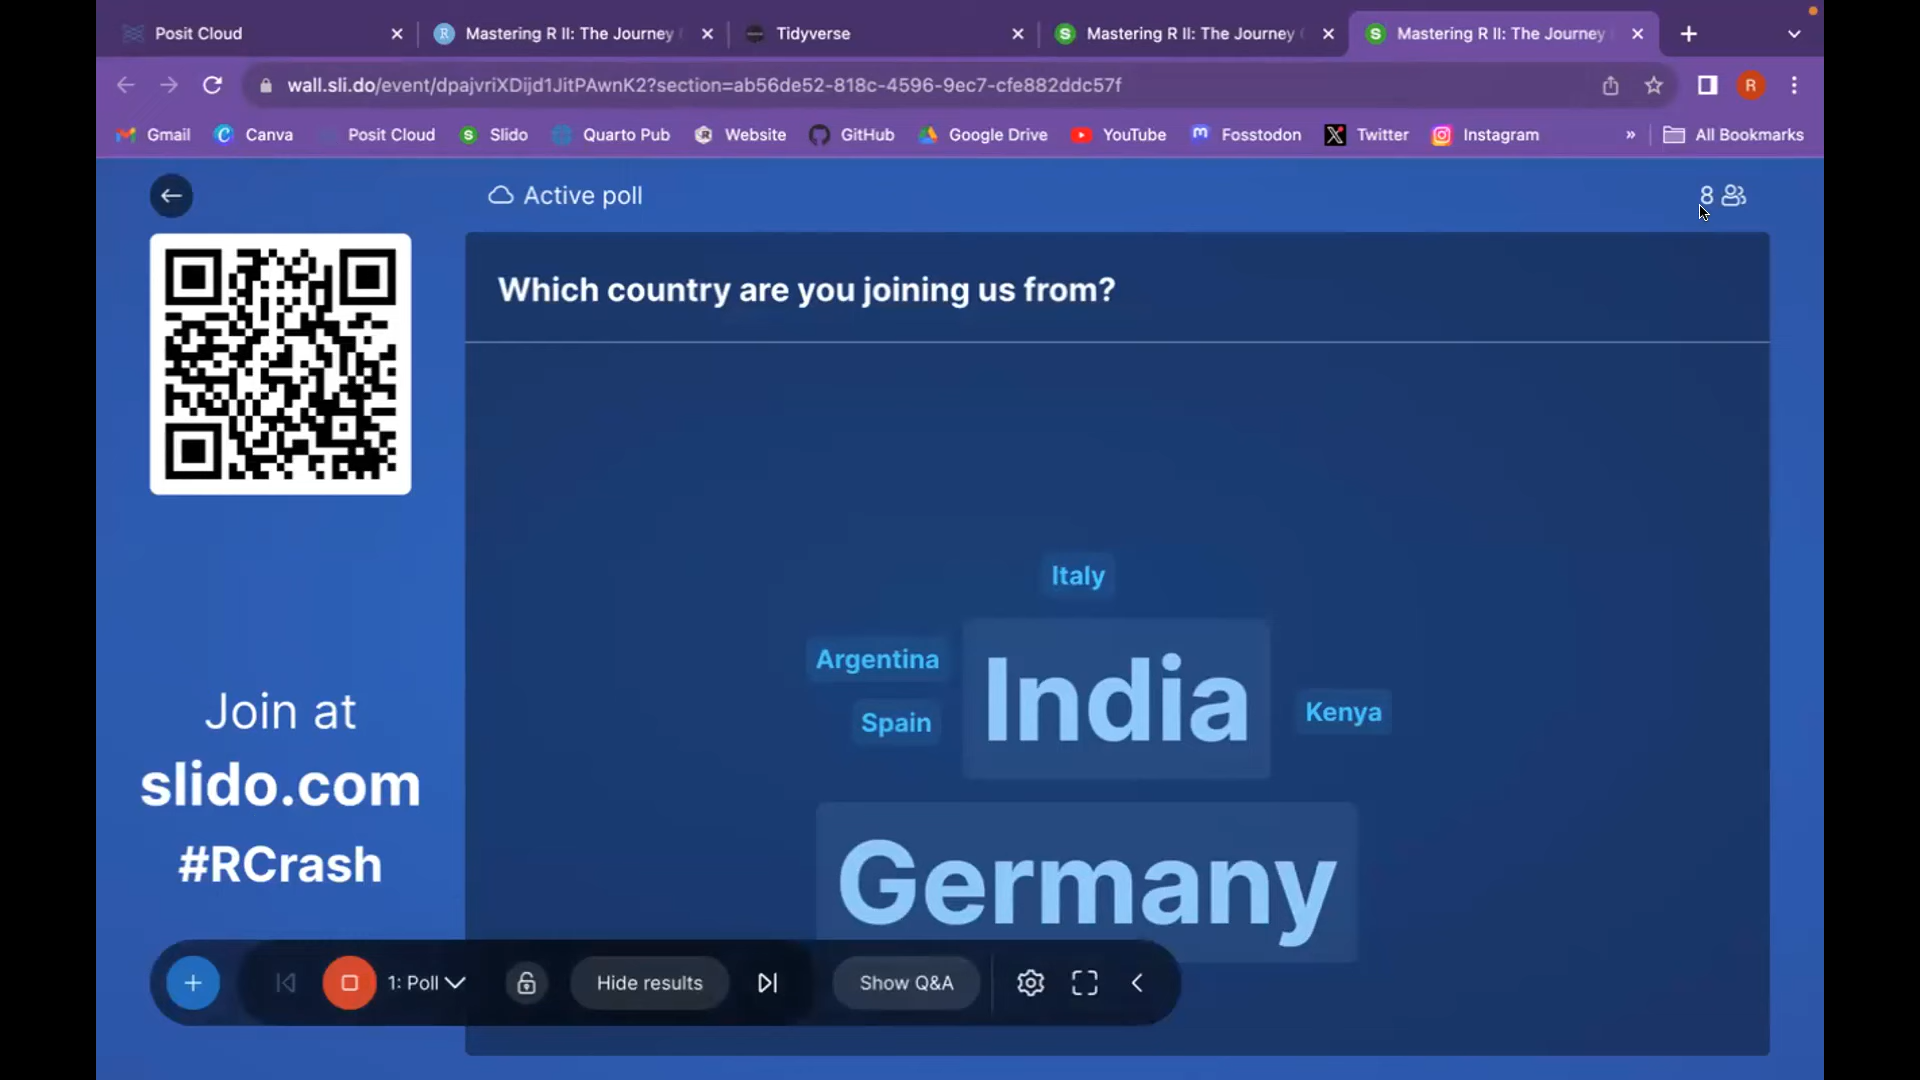 Posit Cloud
Mastering R II: The Journey
Tidyverse
Mastering R II: The Journey
Mastering R II: The Journey
wall.sli.do/event/dpajvriXDijd1JitPAwnK2?section=ab56de52-818c-4596-9ec7-cfe882ddc57f
R
Gmail
Canva
Posit Cloud
Slido
Quarto Pub
Website
GitHub
Google Drive
YouTube
Fosstodon
Twitter
Instagram
»
All Bookmarks
Active poll
8
Which country are you joining us from?
Italy
Argentina
India
Spain
Kenya
Germany
Join at
slido.com
#RCrash
1: Poll
Hide results
Show Q&A